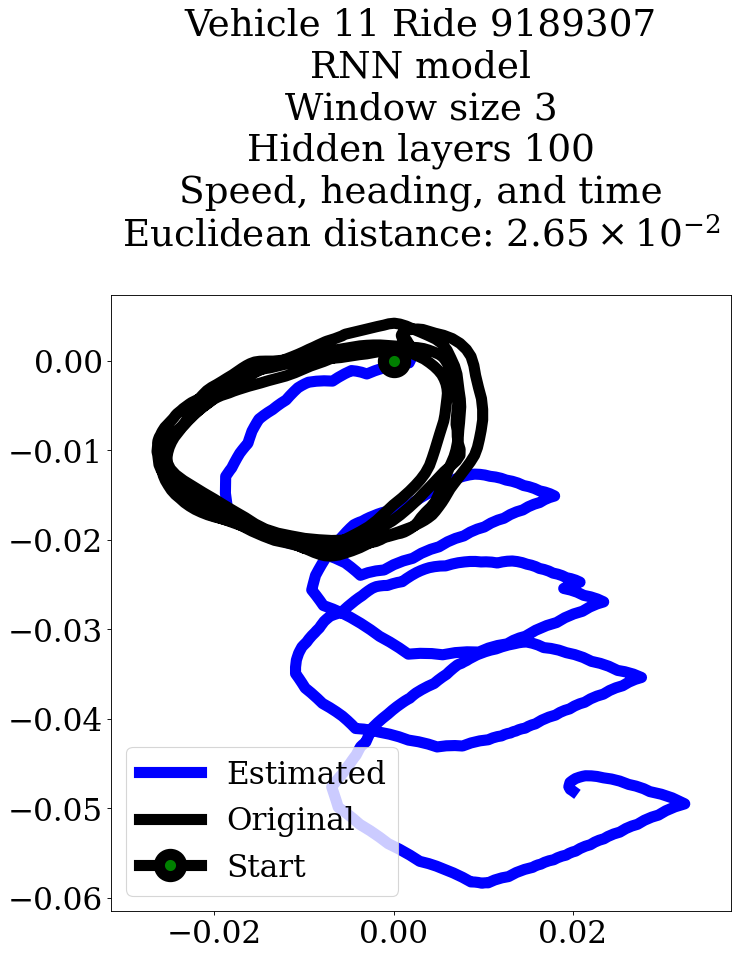 Vehicle 11 Ride 9189307
RNN model
Window size 3
Hidden layers 100
Speed, heading, and time
Euclidean distance: 2.65 × 10⁻²
0.00
−0.01
−0.02
−0.03
−0.04
−0.05
−0.06
Estimated
Original
Start
−0.02 0.00 0.02